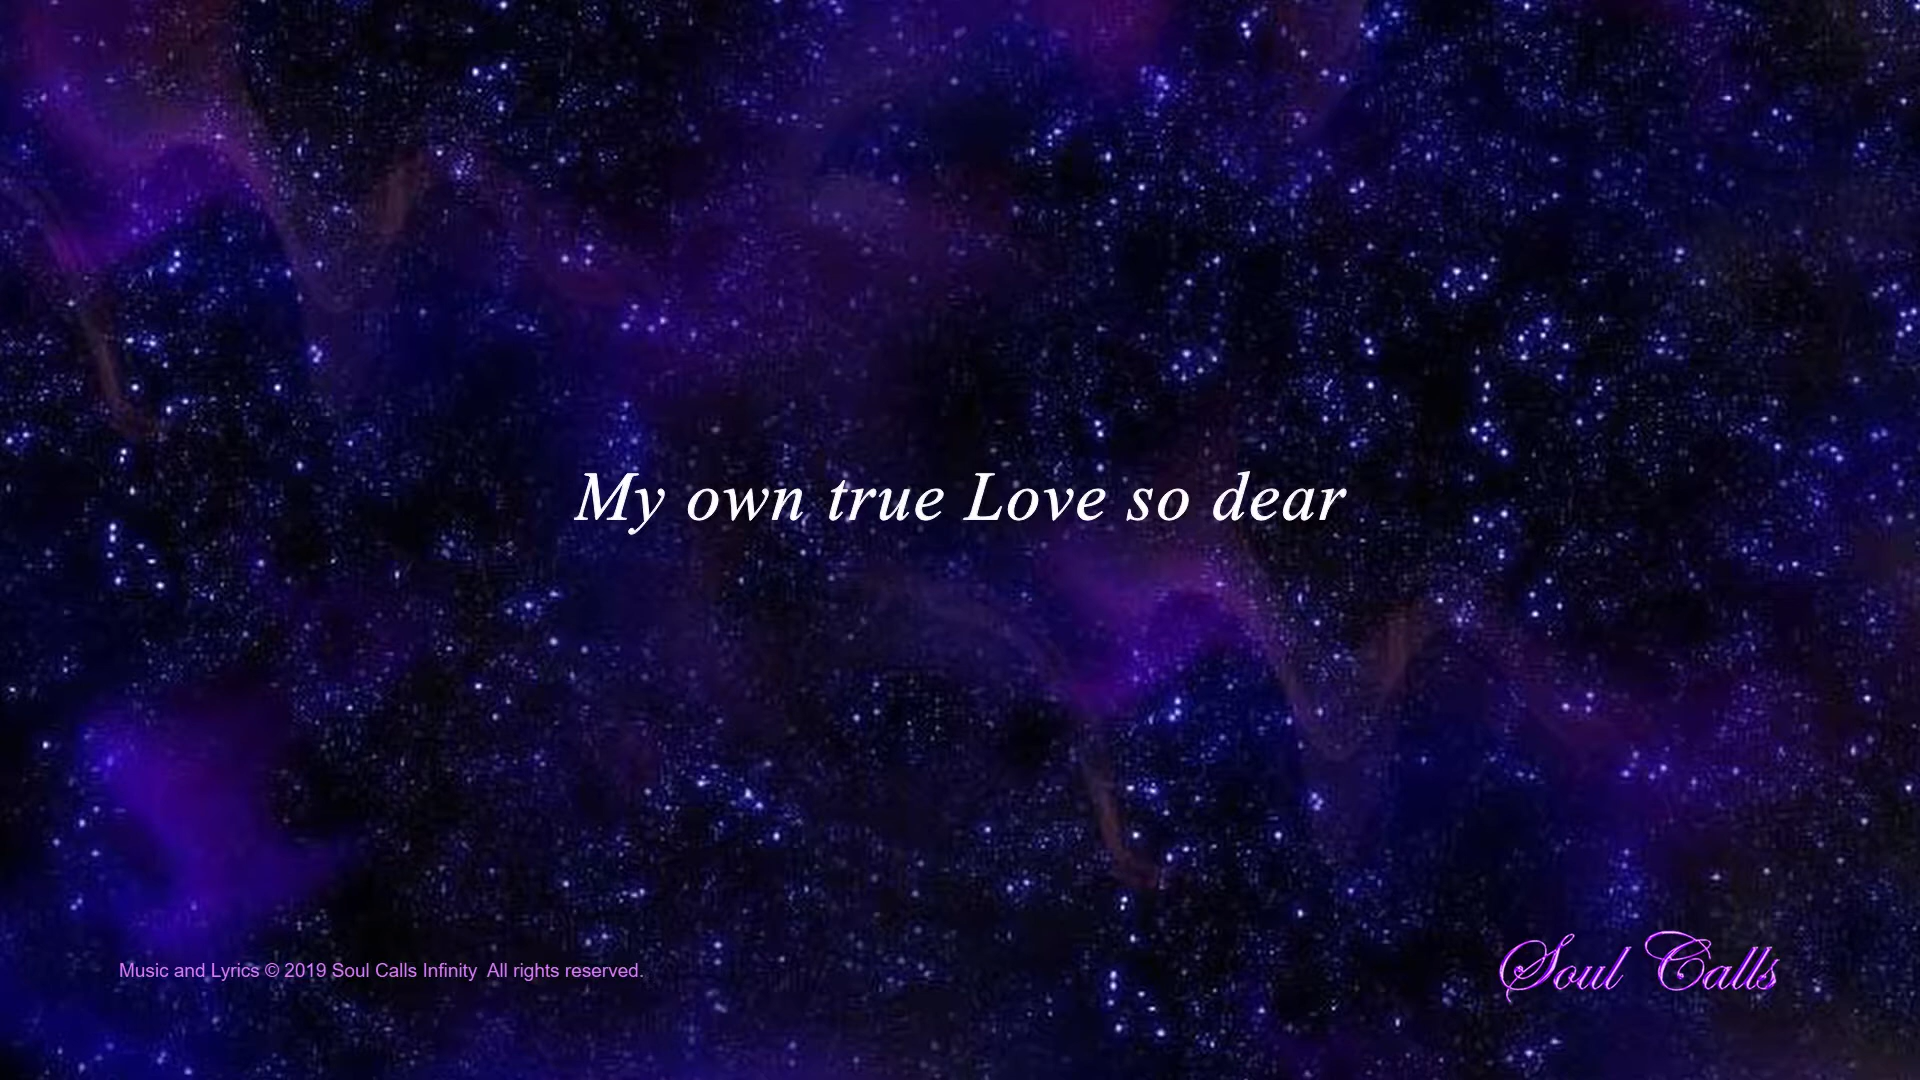 My own true Love so dear
Music and Lyrics © 2019 Soul Calls Infinity  All rights reserved.
Soul Calls